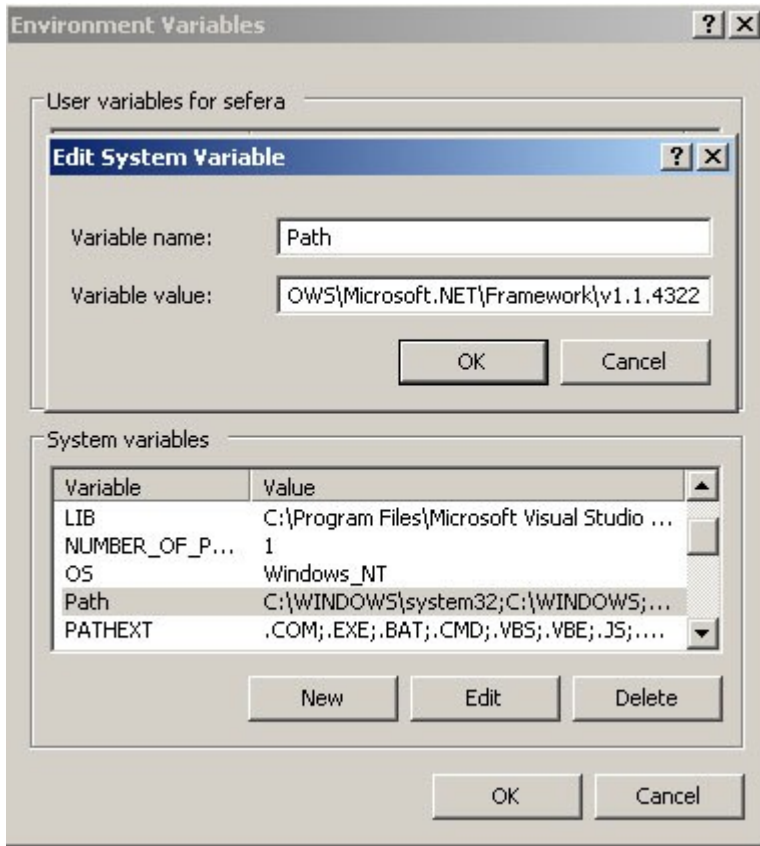 Environment Variables
User variables for sefera
Edit System Variable
Variable name: Path
Variable value: OWS\Microsoft.NET\Framework\v1.1.4322
OK Cancel
System variables
Variable Value
LIB C:\Program Files\Microsoft Visual Studio ...
NUMBER_OF_P... 1
OS Windows_NT
Path C:\WINDOWS\system32;C:\WINDOWS;...
PATHEXT .COM;.EXE;.BAT;.CMD;.VBS;.VBE;.JS;....
New Edit Delete
OK Cancel